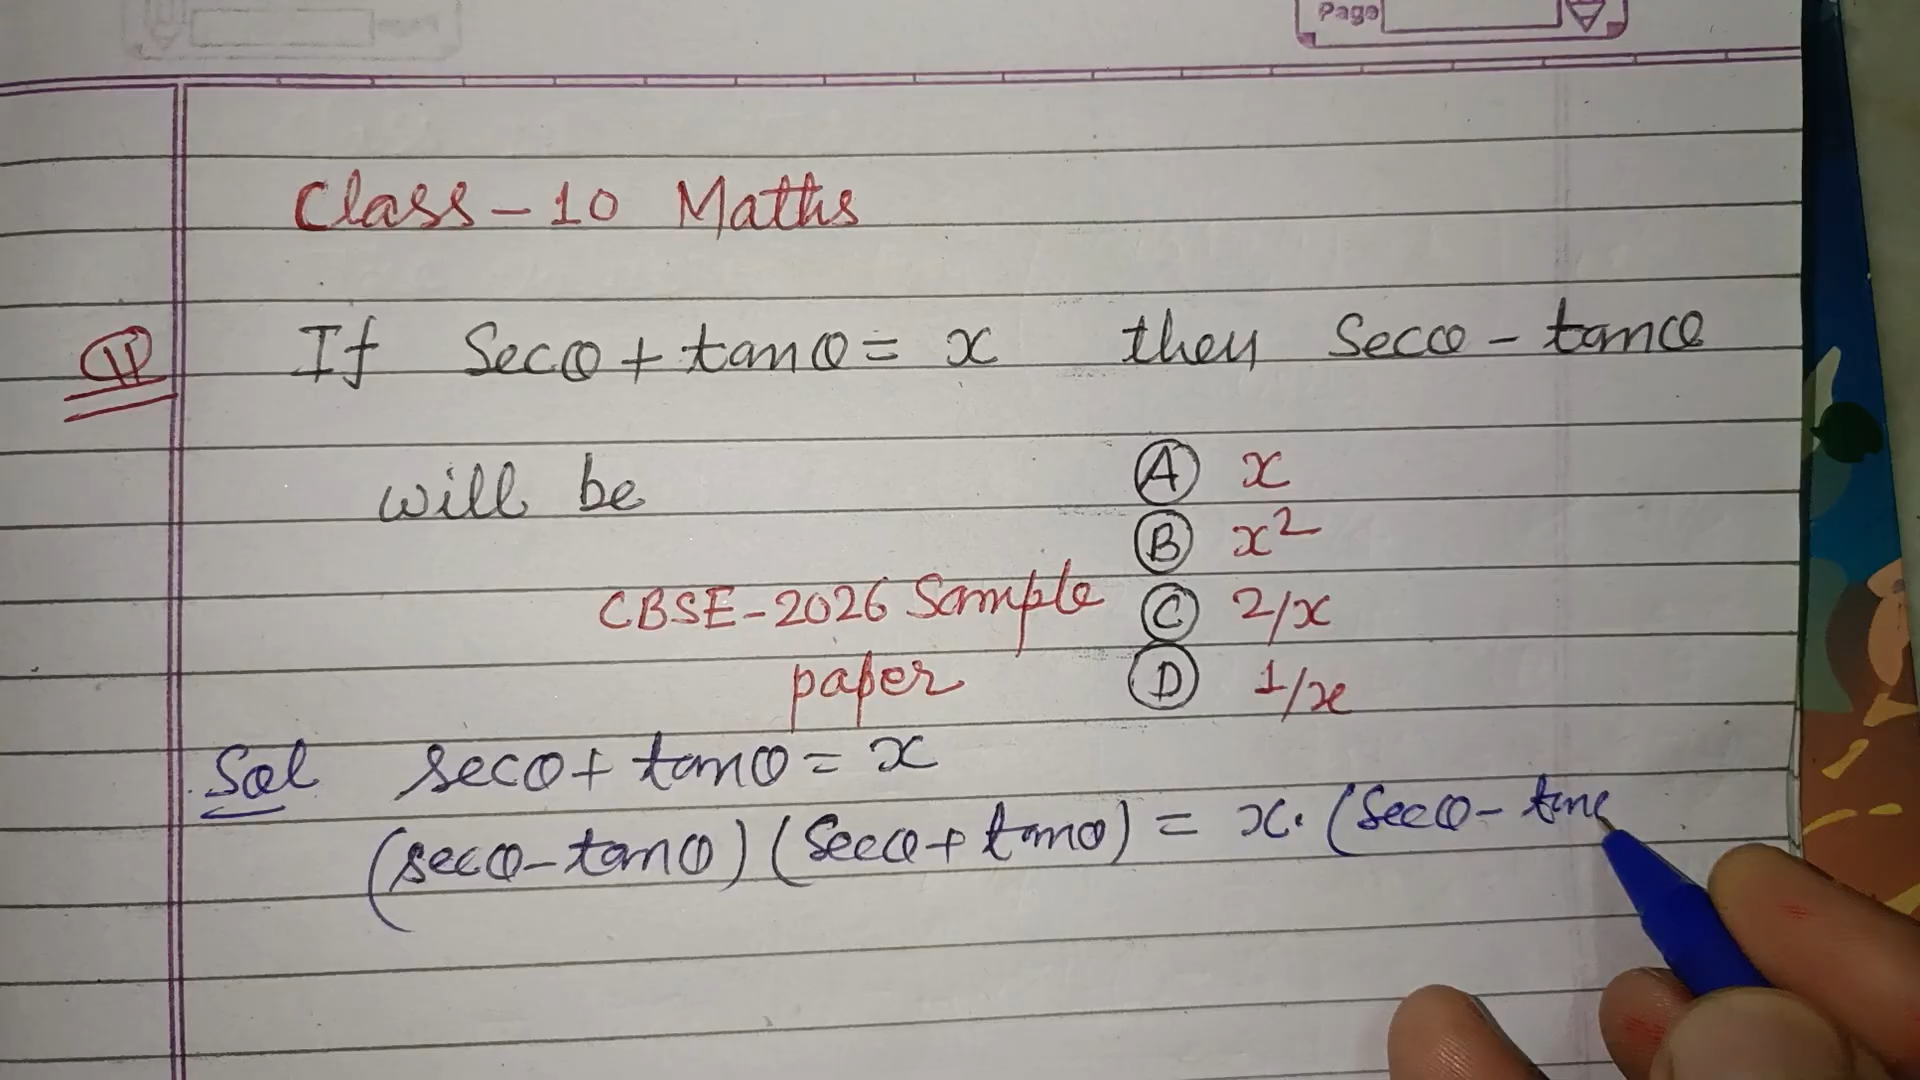 Page
Class-10 Maths
11 If Secθ + tanθ = x then Secθ - tanθ
will be
(A) x
(B) x²
(C) 2/x
(D) 1/x
CBSE-2026 Sample
paper
Sol secθ + tanθ = x
(secθ - tanθ) (Secθ + tanθ) = x. (Secθ - tanθ